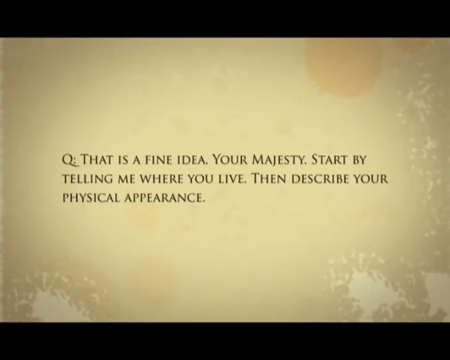 Q: That is a fine idea, Your Majesty. Start by
telling me where you live. Then describe your
physical appearance.